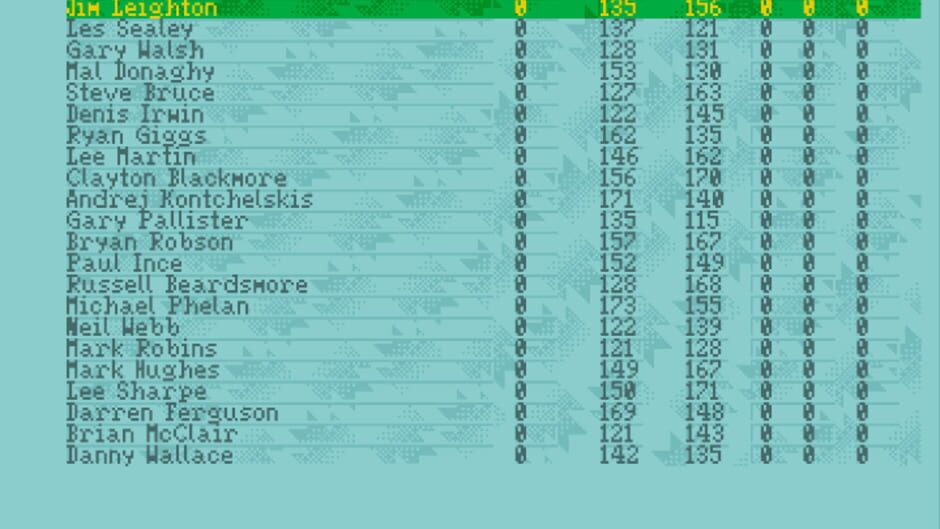 Jim Leighton 0 135 156 0 0 0
Les Sealey 0 137 121 0 0 0
Gary Walsh 0 128 131 0 0 0
Mal Donaghy 0 153 130 0 0 0
Steve Bruce 0 127 163 0 0 0
Denis Irwin 0 122 145 0 0 0
Ryan Giggs 0 162 135 0 0 0
Lee Martin 0 146 162 0 0 0
Clayton Blackmore 0 156 170 0 0 0
Andrej Kontchelskis 0 171 140 0 0 0
Gary Pallister 0 135 115 0 0 0
Bryan Robson 0 157 167 0 0 0
Paul Ince 0 152 149 0 0 0
Russell Beardsmore 0 128 168 0 0 0
Michael Phelan 0 173 155 0 0 0
Neil Webb 0 122 139 0 0 0
Mark Robins 0 121 128 0 0 0
Mark Hughes 0 149 167 0 0 0
Lee Sharpe 0 150 171 0 0 0
Darren Ferguson 0 169 148 0 0 0
Brian McClair 0 121 143 0 0 0
Danny Wallace 0 142 135 0 0 0